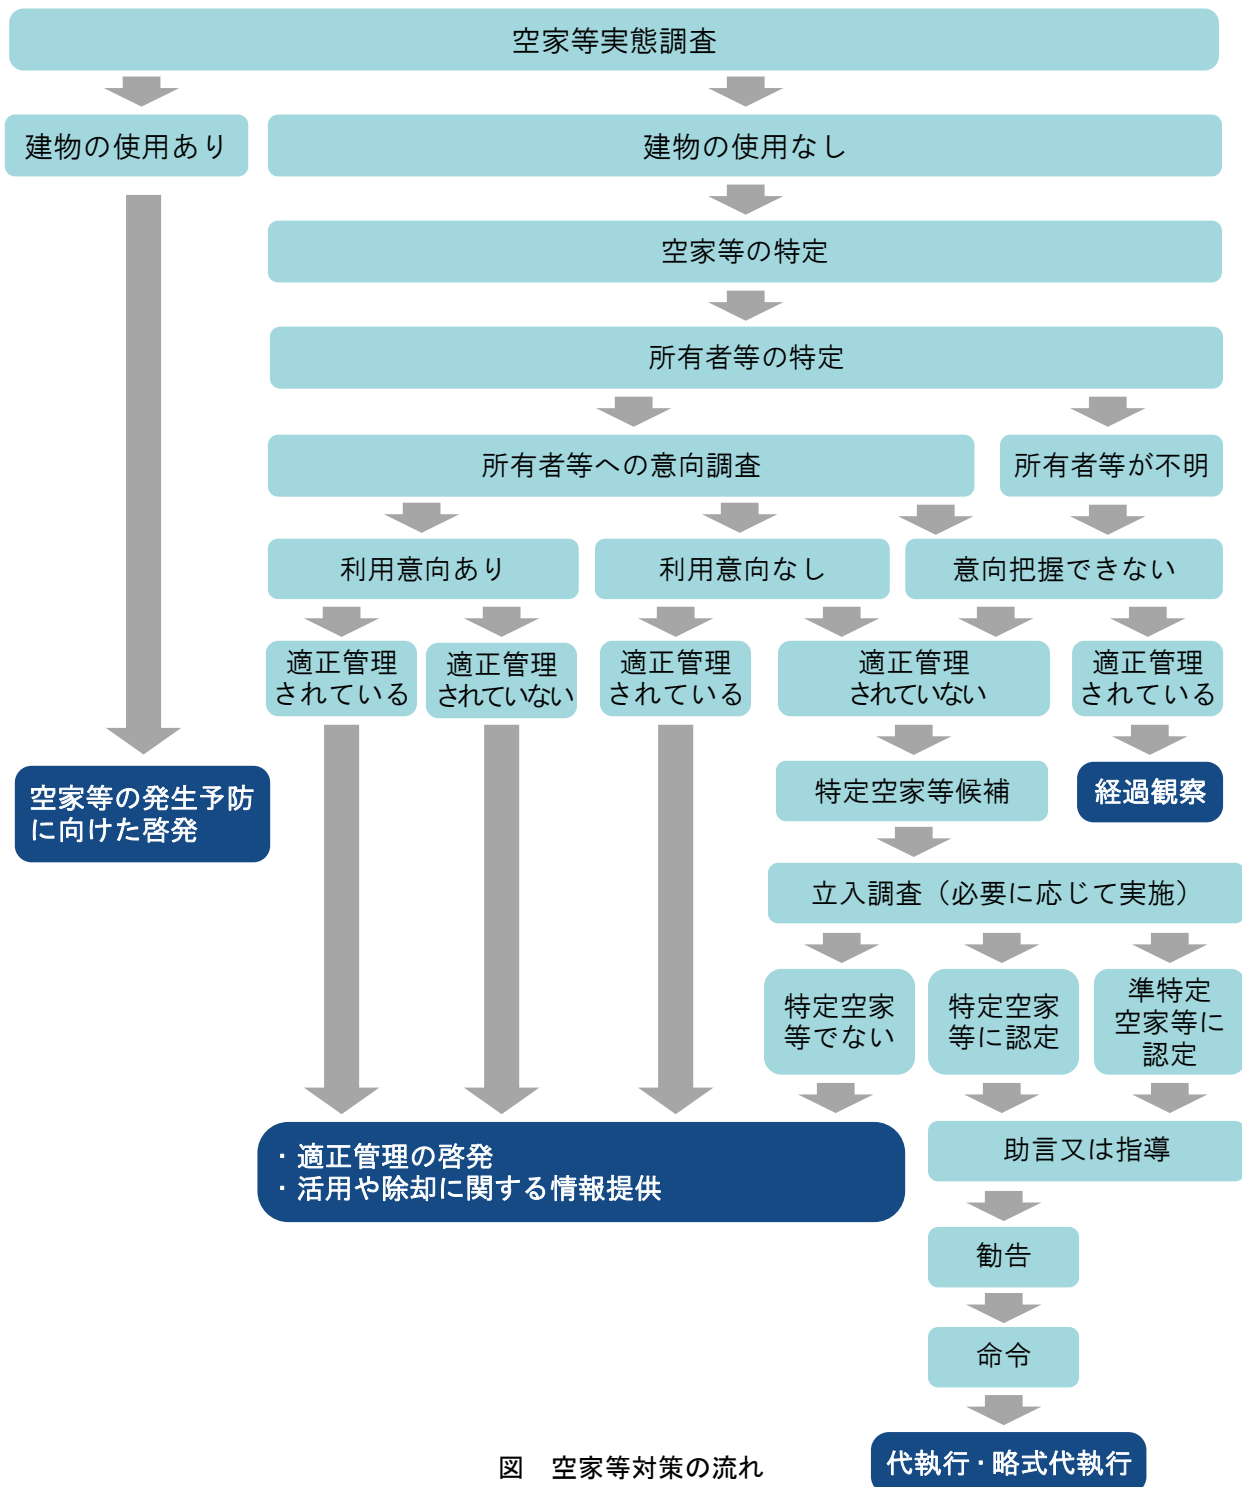 空家等実態調査
建物の使用あり
建物の使用なし
空家等の特定
所有者等の特定
所有者等への意向調査
所有者等が不明
利用意向あり
利用意向なし
意向把握できない
適正管理
されている
適正管理
されていない
適正管理
されている
適正管理
されていない
適正管理
されている
空家等の発生予防
に向けた啓発
特定空家等候補
経過観察
立入調査（必要に応じて実施）
特定空家
等でない
特定空家
等に認定
準特定
空家等に
認定
・適正管理の啓発
・活用や除却に関する情報提供
助言又は指導
勧告
命令
代執行・略式代執行
図　空家等対策の流れ